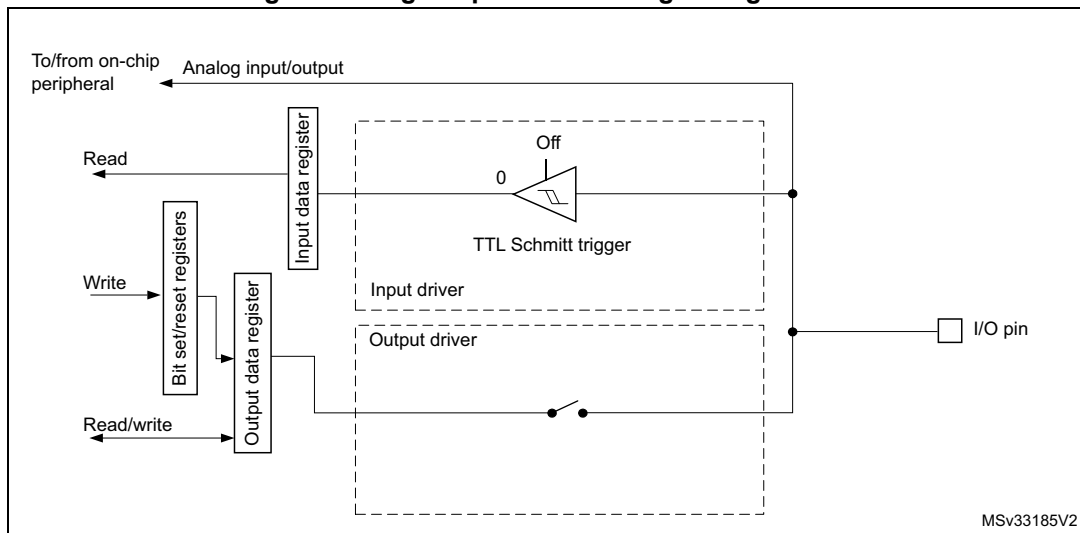 To/from on-chip
peripheral
Analog input/output
Read
Input data register
Off
0
TTL Schmitt trigger
Input driver
Write
Bit set/reset registers
Output data register
Read/write
Output driver
I/O pin
MSv33185V2